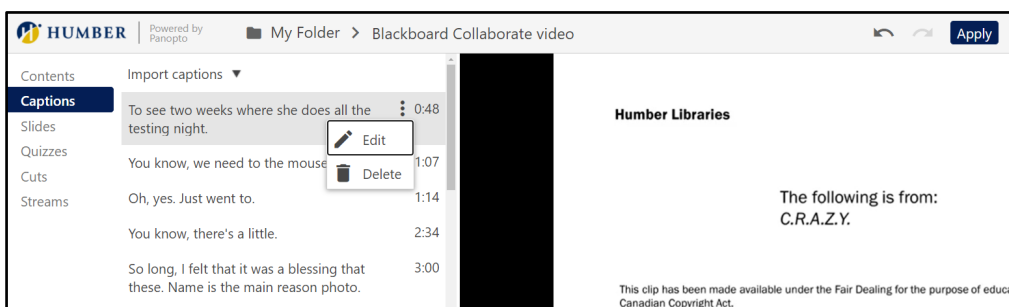 HUMBER
Powered by
Panopto
My Folder > Blackboard Collaborate video
Apply
Contents
Captions
Slides
Quizzes
Cuts
Streams
Import captions
To see two weeks where she does all the
testing night.
0:48
Edit
Delete
You know, we need to the mouse
1:07
Oh, yes. Just went to.
1:14
You know, there's a little.
2:34
So long, I felt that it was a blessing that
these. Name is the main reason photo.
3:00
Humber Libraries
The following is from:
C.R.A.Z.Y.
This clip has been made available under the Fair Dealing for the purpose of educa
Canadian Copyright Act.